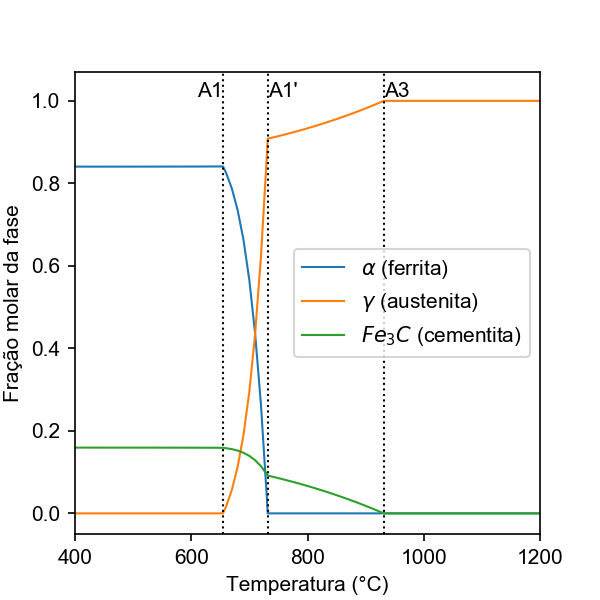 A1 A1' A3
1.0
0.8
0.6
0.4
0.2
0.0
Fração molar da fase
α (ferrita)
γ (austenita)
Fe₃C (cementita)
400 600 800 1000 1200
Temperatura (°C)